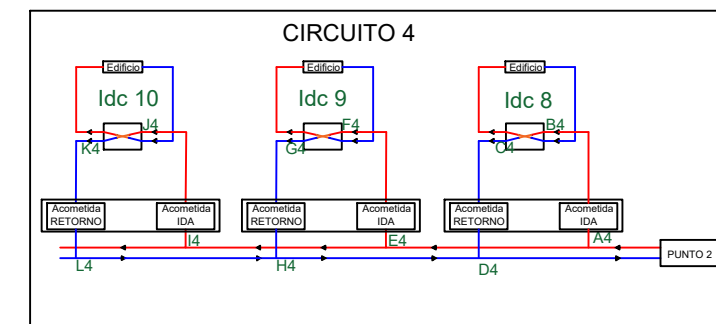 CIRCUITO 4
Edificio
Edificio
Edificio
Idc 10
Idc 9
Idc 8
J4
F4
B4
K4
G4
C4
Acometida
RETORNO
Acometida
IDA
Acometida
RETORNO
Acometida
IDA
Acometida
RETORNO
Acometida
IDA
I4
E4
A4
PUNTO 2
L4
H4
D4